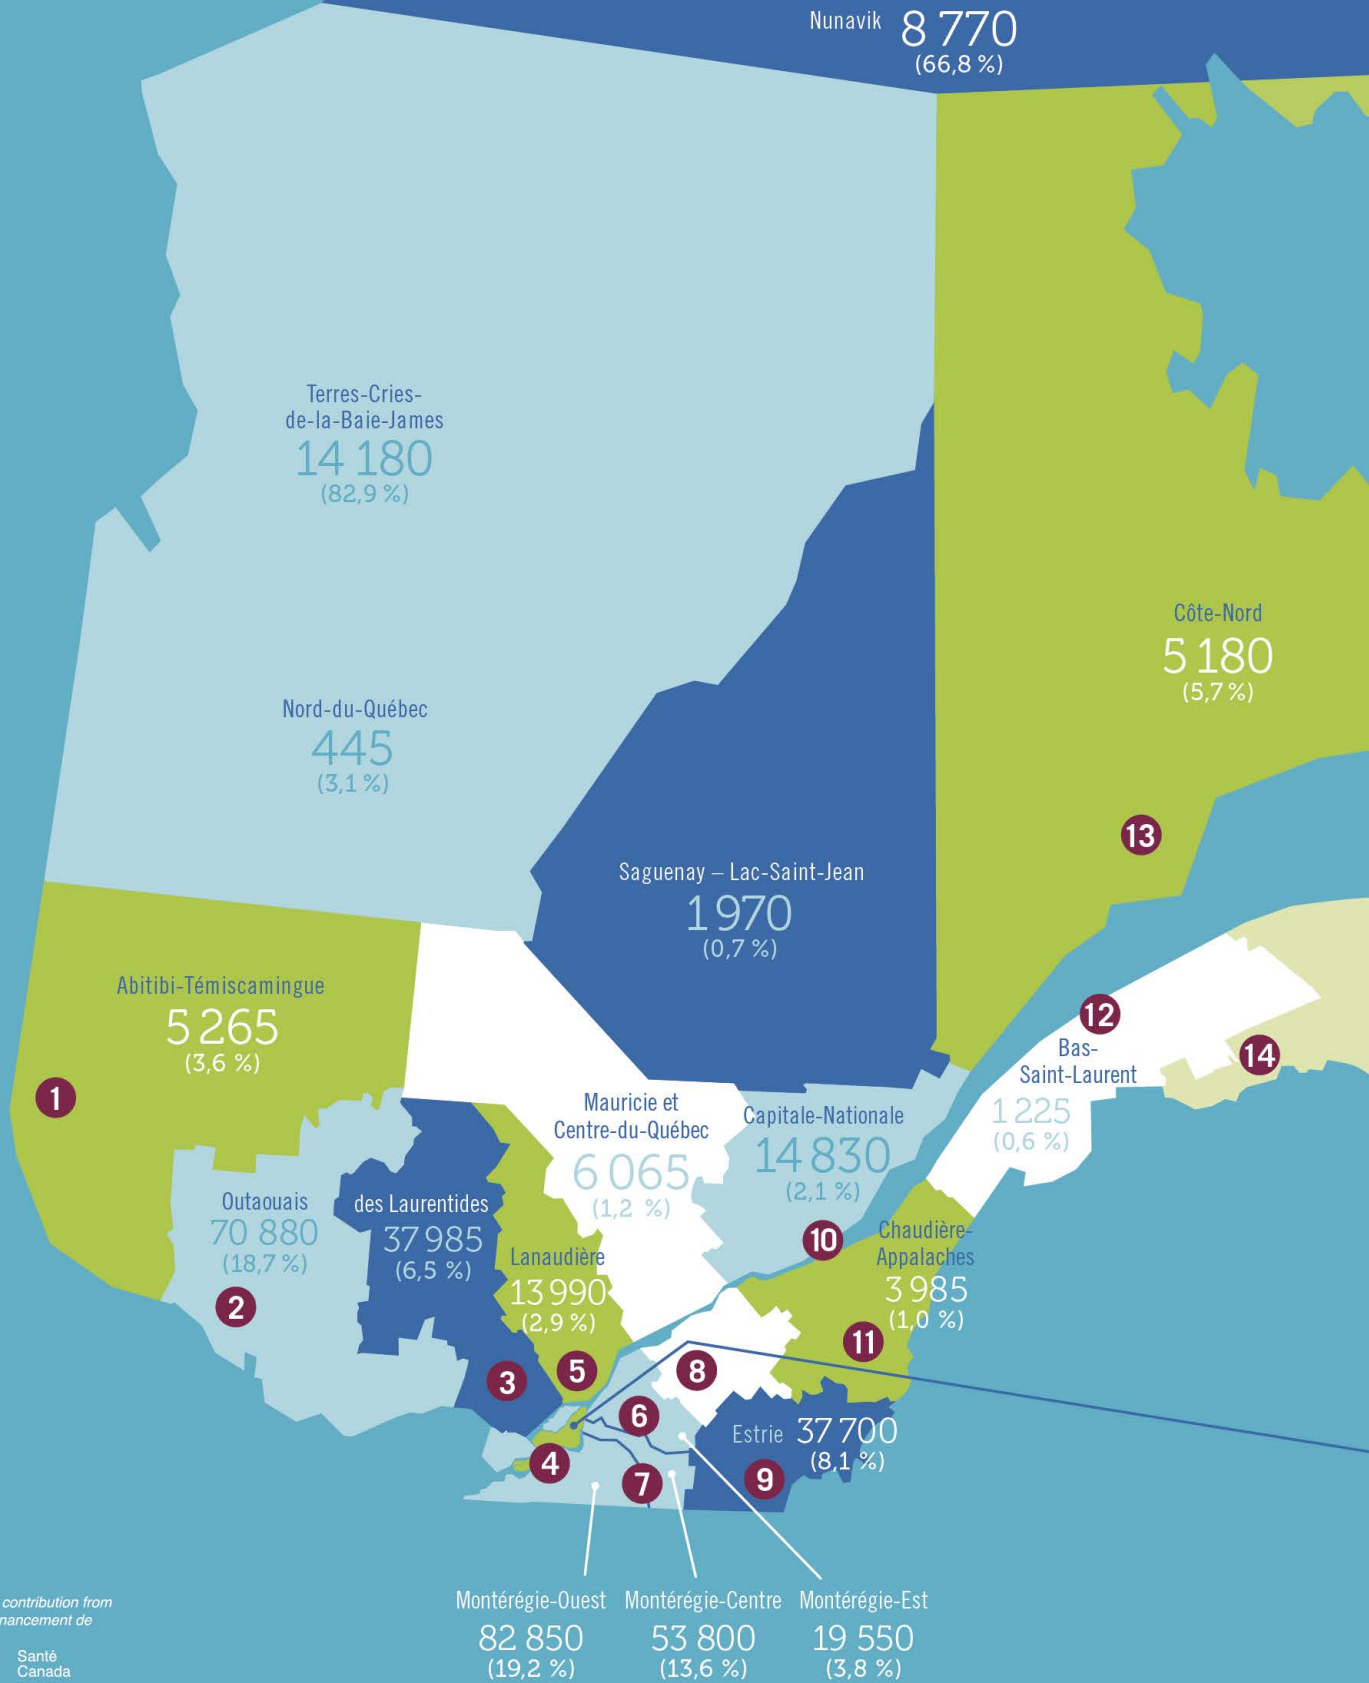 Nunavik 8 770
(66,8 %)
Terres-Cries-
de-la-Baie-James
14 180
(82,9 %)
Côte-Nord
5 180
(5,7 %)
Nord-du-Québec
445
(3,1 %)
13
Saguenay – Lac-Saint-Jean
1 970
(0,7 %)
Abitibi-Témiscamingue
5 265
(3,6 %)
1
12
Bas-
Saint-Laurent
1 225
(0,6 %)
14
Mauricie et
Centre-du-Québec
6 065
(1,2 %)
Capitale-Nationale
14 830
(2,1 %)
10
Outaouais
70 880
(18,7 %)
2
des Laurentides
37 985
(6,5 %)
3
Lanaudière
13 990
(2,9 %)
5
Chaudière-
Appalaches
3 985
(1,0 %)
11
8
6
4
7
Estrie 37 700
(8,1 %)
9
Montérégie-Ouest
82 850
(19,2 %)
Montérégie-Centre
53 800
(13,6 %)
Montérégie-Est
19 550
(3,8 %)
contribution from
nancement de
Santé
Canada